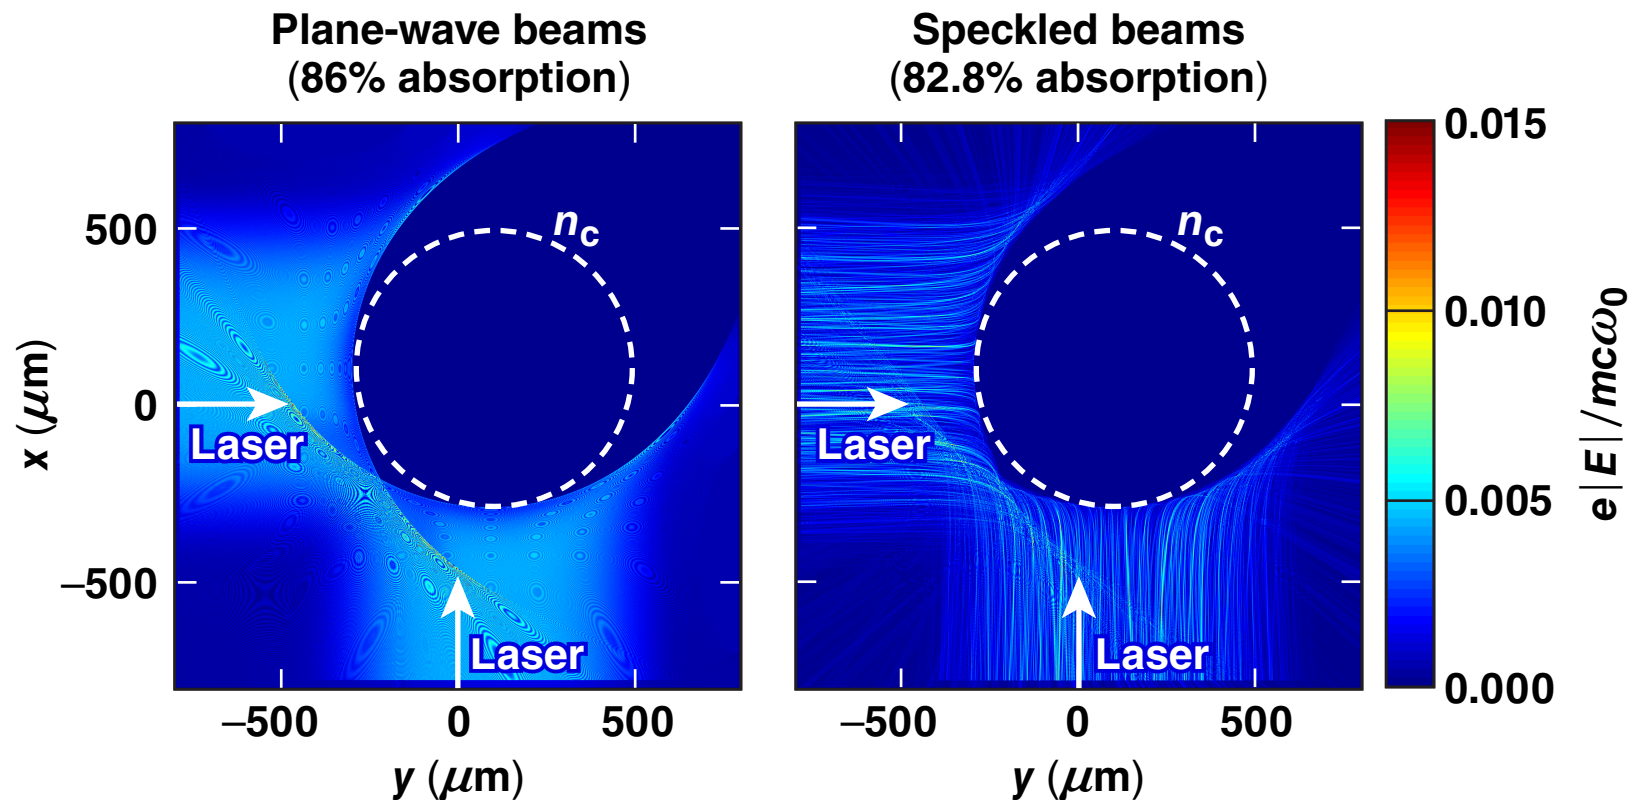 Plane-wave beams
(86% absorption)
Speckled beams
(82.8% absorption)
x (μm)
500
0
−500
n_c
Laser
Laser
−500 0 500
y (μm)
n_c
Laser
Laser
−500 0 500
y (μm)
0.015
0.010
0.005
0.000
e|E|/mcω₀